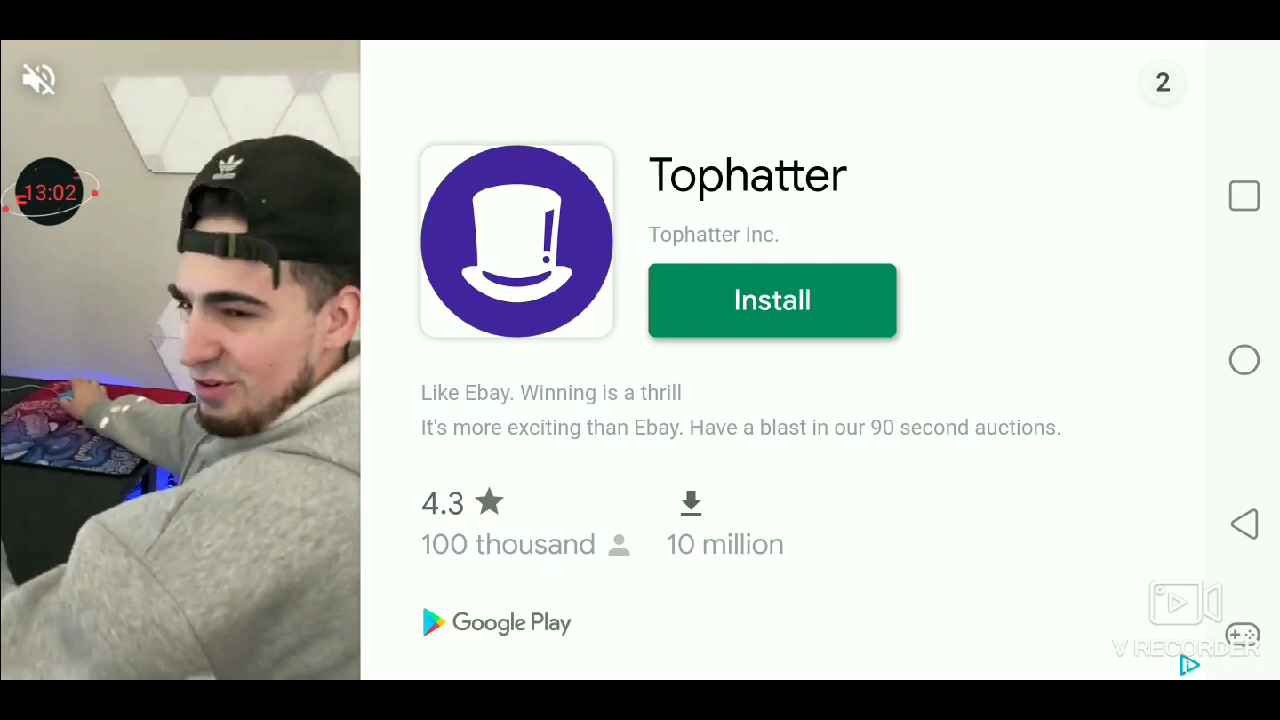 2
13:02
Tophatter
Tophatter Inc.
Install
Like Ebay. Winning is a thrill
It's more exciting than Ebay. Have a blast in our 90 second auctions.
4.3
100 thousand
10 million
Google Play
V RECORDER
adidas